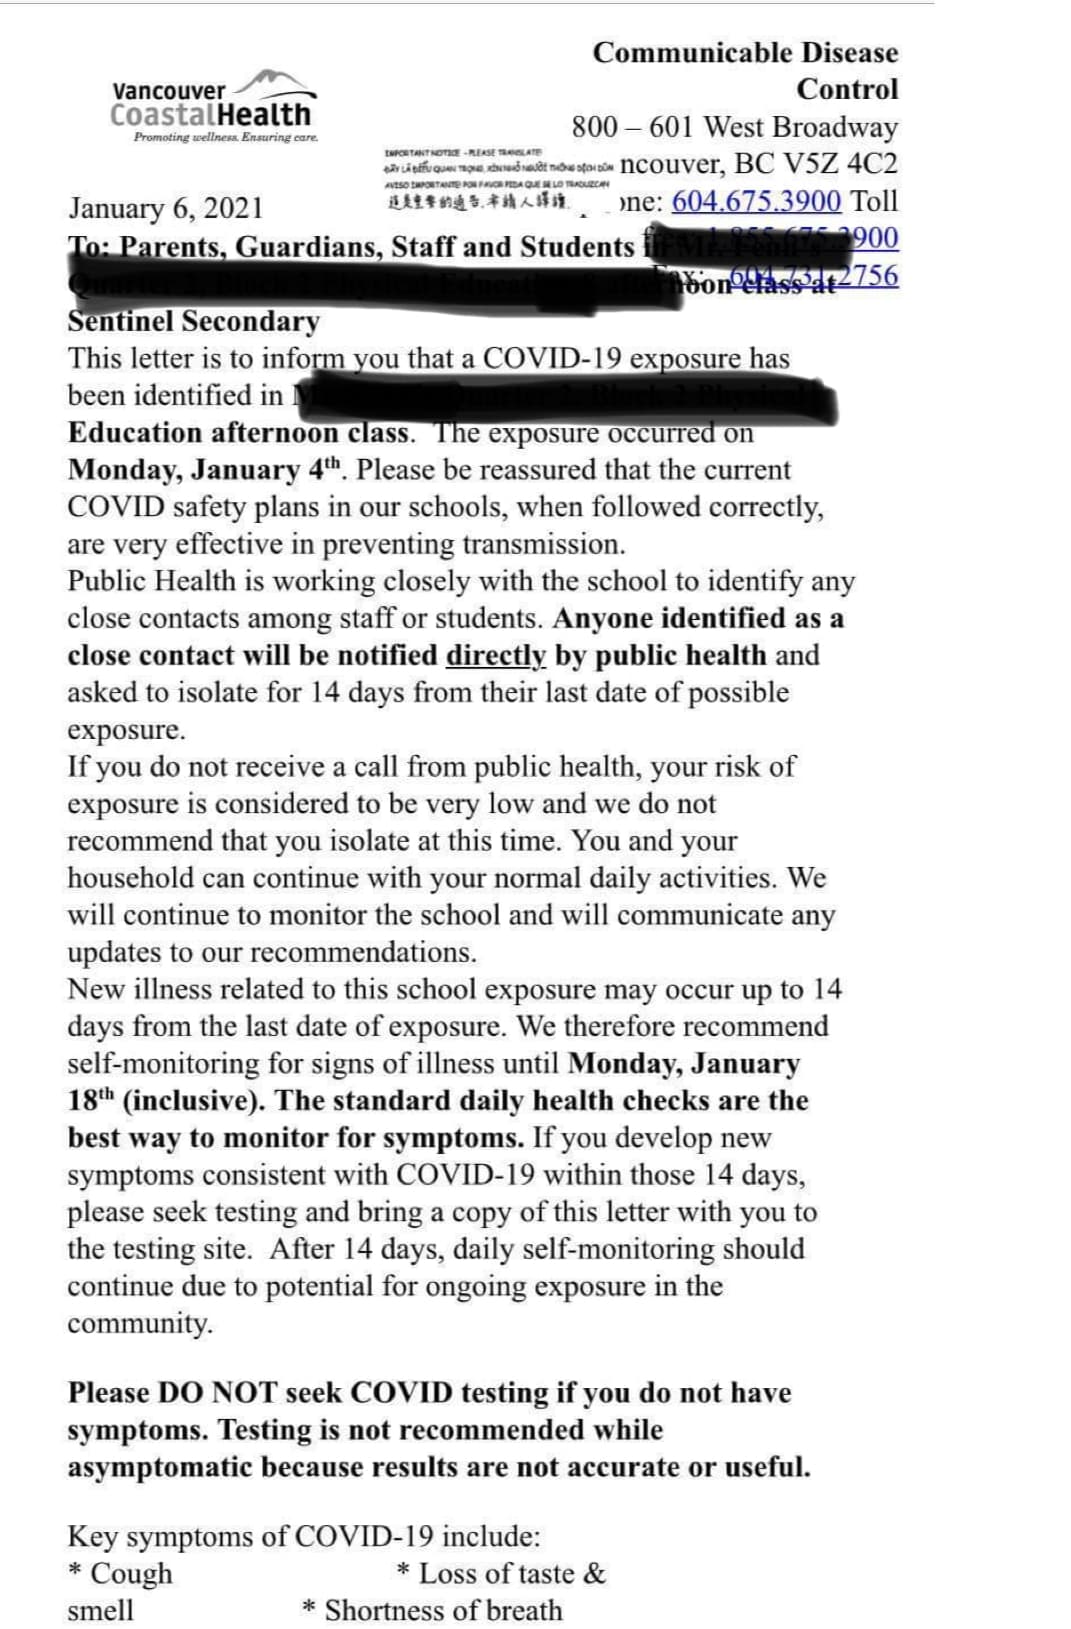 Communicable Disease
Control
Vancouver
CoastalHealth
Promoting wellness. Ensuring care.
800 – 601 West Broadway
IMPORTANT NOTICE - PLEASE TRANSLATE
AVISO IMPORTANTE POR FAVOR PIDA QUE SE LO TRADUZCAN
ncouver, BC V5Z 4C2
one: 604.675.3900 Toll
January 6, 2021
To: Parents, Guardians, Staff and Students
3900
Fax: 604.731.2756
class at
Sentinel Secondary
This letter is to inform you that a COVID-19 exposure has
been identified in
Education afternoon class. The exposure occurred on
Monday, January 4th. Please be reassured that the current
COVID safety plans in our schools, when followed correctly,
are very effective in preventing transmission.
Public Health is working closely with the school to identify any
close contacts among staff or students. Anyone identified as a
close contact will be notified directly by public health and
asked to isolate for 14 days from their last date of possible
exposure.
If you do not receive a call from public health, your risk of
exposure is considered to be very low and we do not
recommend that you isolate at this time. You and your
household can continue with your normal daily activities. We
will continue to monitor the school and will communicate any
updates to our recommendations.
New illness related to this school exposure may occur up to 14
days from the last date of exposure. We therefore recommend
self-monitoring for signs of illness until Monday, January
18th (inclusive). The standard daily health checks are the
best way to monitor for symptoms. If you develop new
symptoms consistent with COVID-19 within those 14 days,
please seek testing and bring a copy of this letter with you to
the testing site. After 14 days, daily self-monitoring should
continue due to potential for ongoing exposure in the
community.
Please DO NOT seek COVID testing if you do not have
symptoms. Testing is not recommended while
asymptomatic because results are not accurate or useful.
Key symptoms of COVID-19 include:
* Cough * Loss of taste &
smell * Shortness of breath